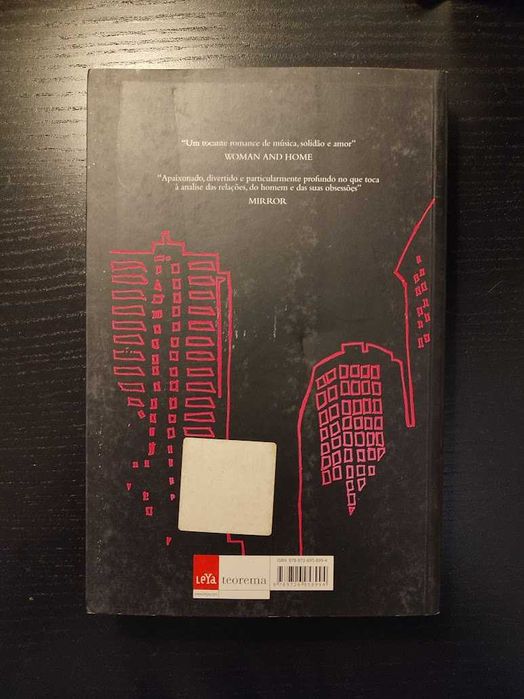 “Um tocante romance de música, solidão e amor”
WOMAN AND HOME
“Apaixonado, divertido e particularmente profundo no que toca
à analise das relações, do homem e das suas obsessões”
MIRROR
LeYa teorema